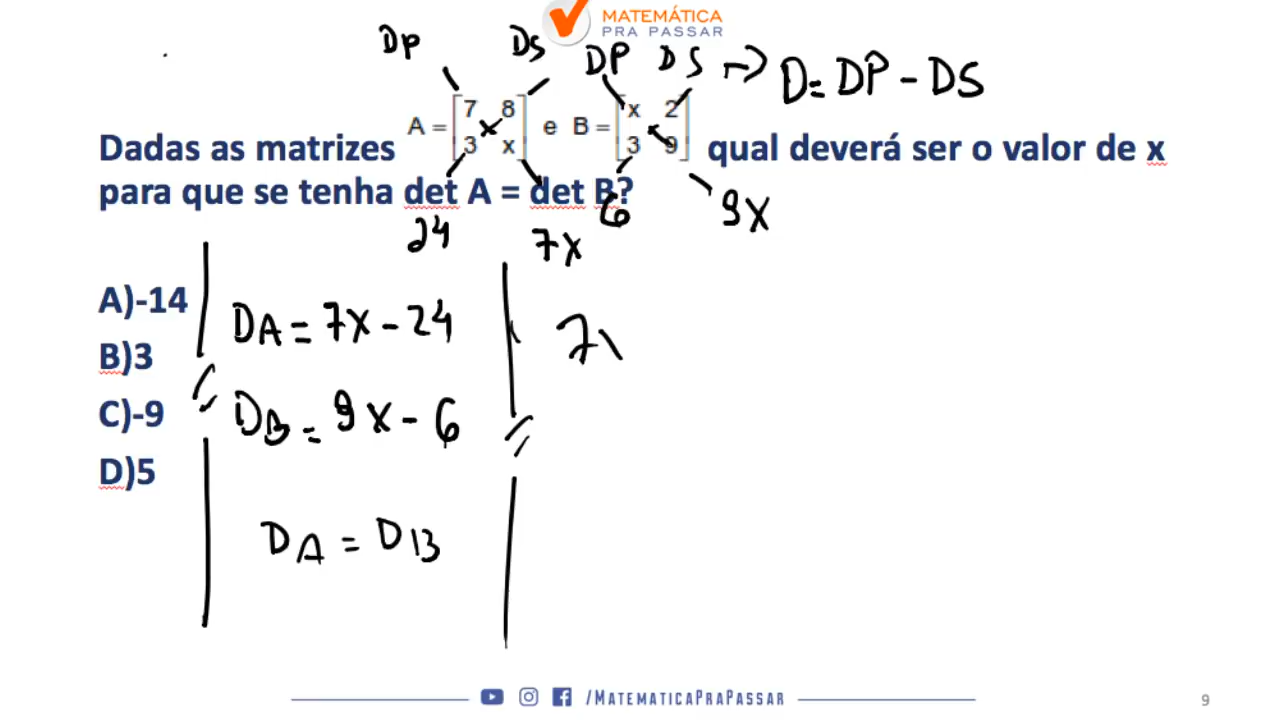 MATEMÁTICA
PRA PASSAR
DP DS DP DS → D = DP - DS
A = [7 8 3 x] e B = [x 2 3 9]
Dadas as matrizes qual deverá ser o valor de x
para que se tenha det A = det B?
24 7x 6 9x
A)-14
DA = 7x - 24
7
B)3
C)-9
DB = 9x - 6
D)5
DA = DB
/MATEMATICAPRAPASSAR
9